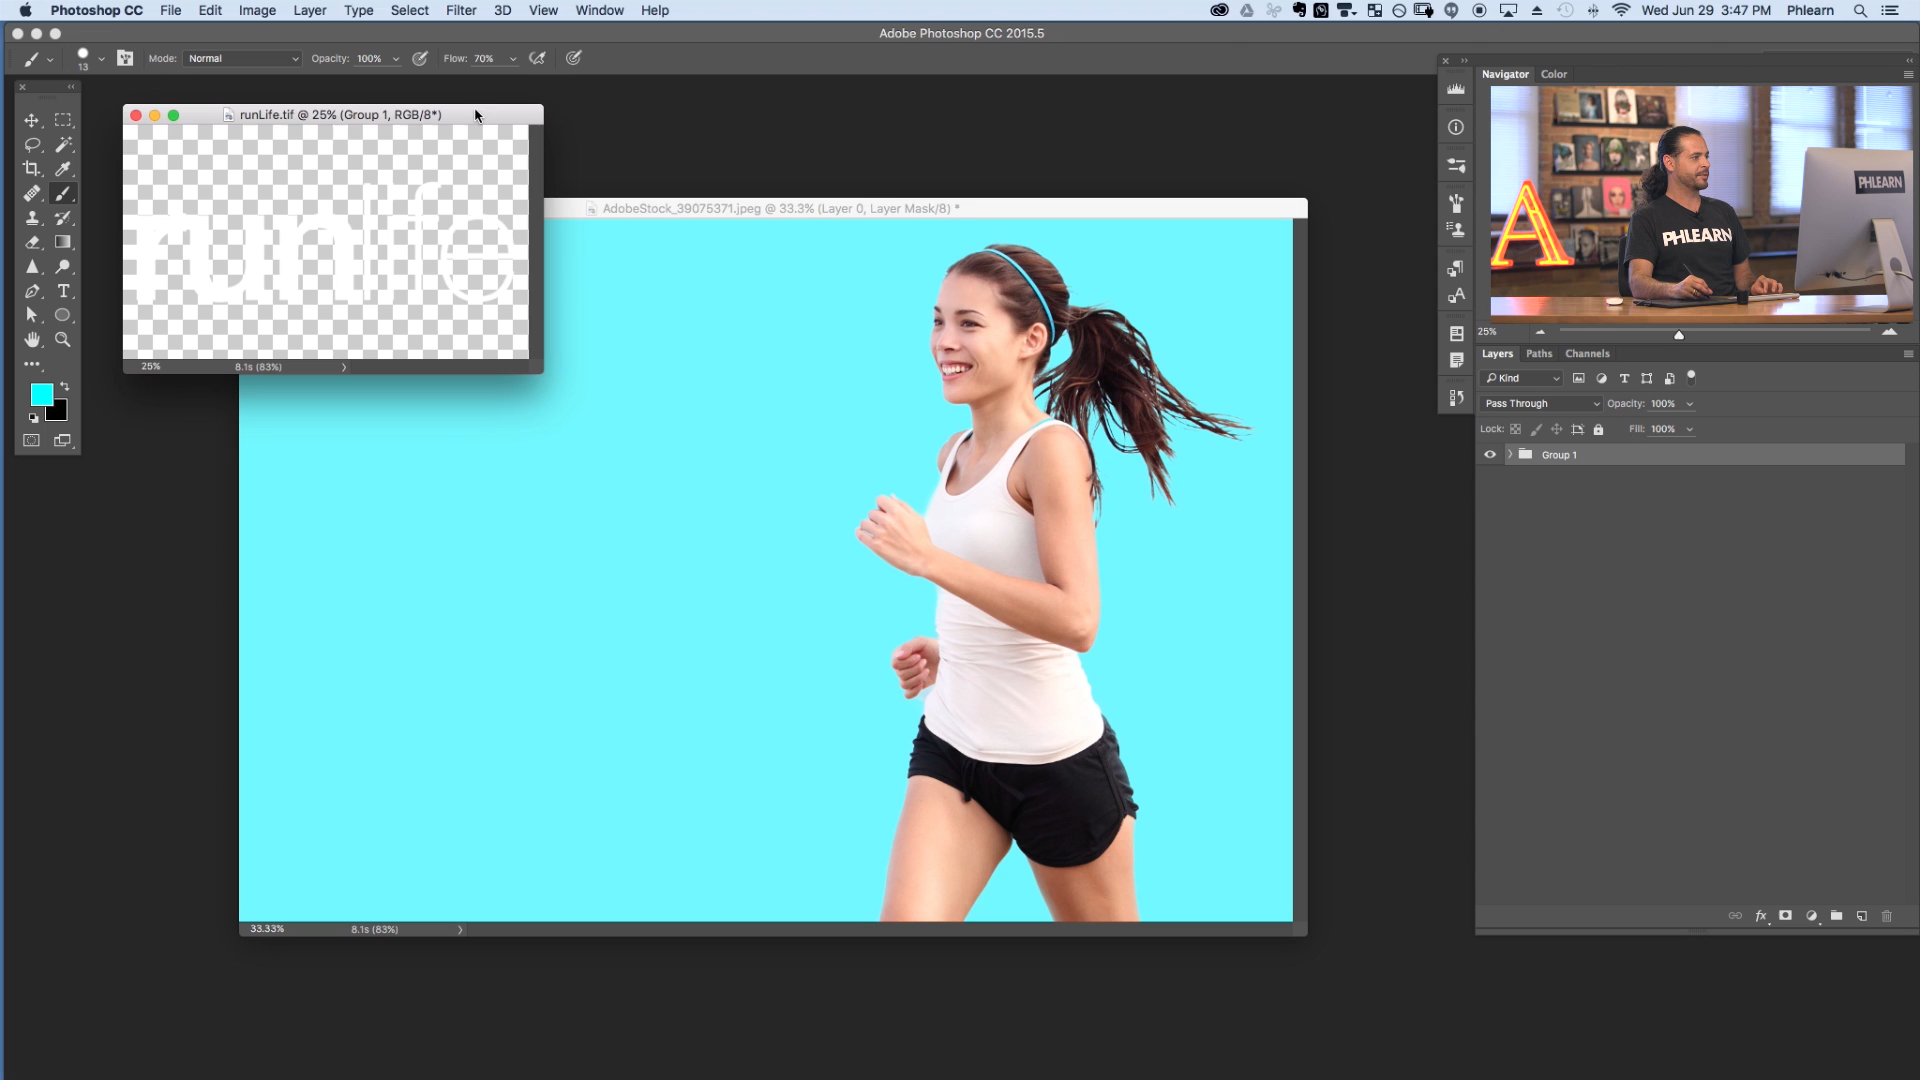 Photoshop CC File Edit Image Layer Type Select Filter 3D View Window Help Wed Jun 29 3:47 PM Phlearn
Adobe Photoshop CC 2015.5
13 Mode: Normal Opacity: 100% Flow: 70%
Navigator Color
runLife.tif @ 25% (Group 1, RGB/8*)
runlife
25% 8.1s (83%)
AdobeStock_39075371.jpeg @ 33.3% (Layer 0, Layer Mask/8) *
33.33% 8.1s (83%)
A
PHLEARN
PHLEARN
25%
Layers Paths Channels
Kind
Pass Through Opacity: 100%
Lock: Fill: 100%
Group 1
fx